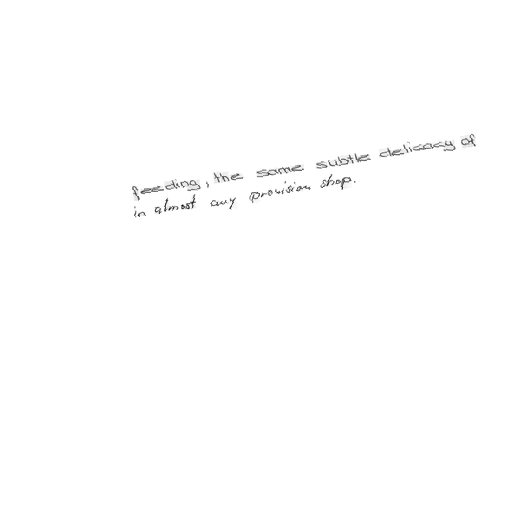 feeding, the same subtle delicacy of
in almost any provision shop.